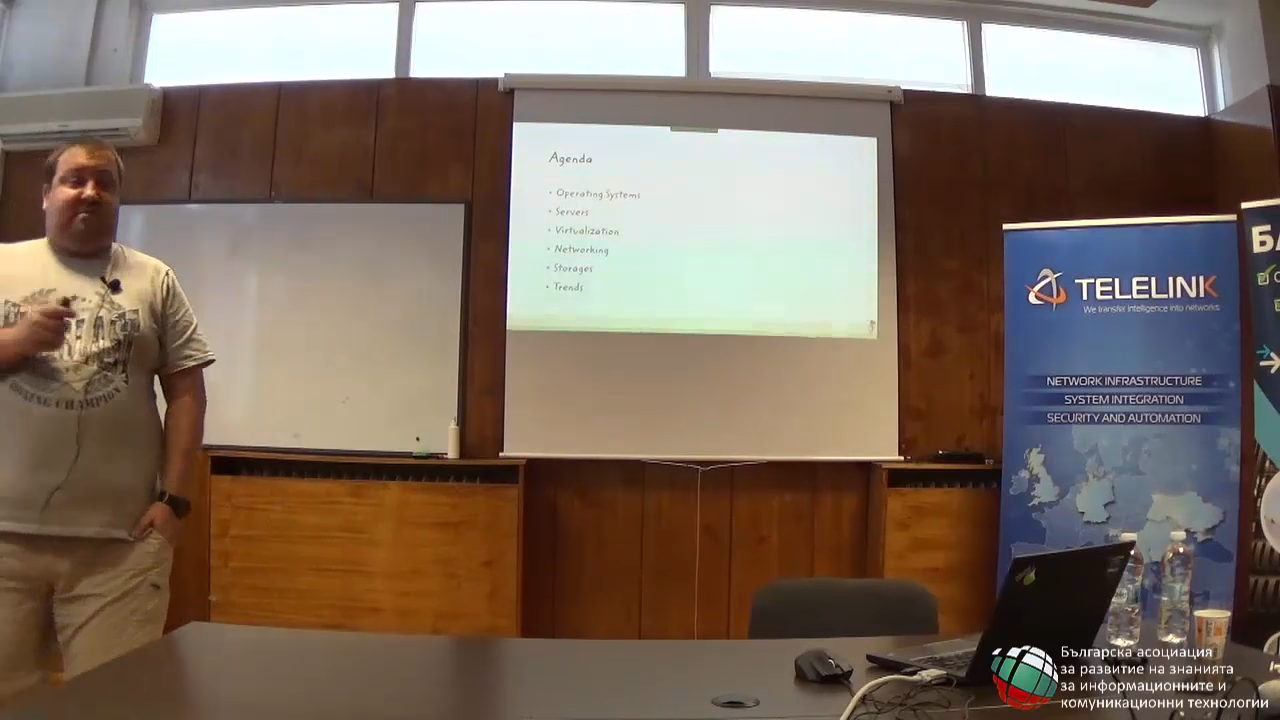 Agenda
• Operating Systems
• Servers
• Virtualization
• Networking
• Storages
• Trends
TELELINK
We transfer intelligence into networks
NETWORK INFRASTRUCTURE
SYSTEM INTEGRATION
SECURITY AND AUTOMATION
Българска асоциация
за развитие на знанията
за информационните и
комуникационни технологии